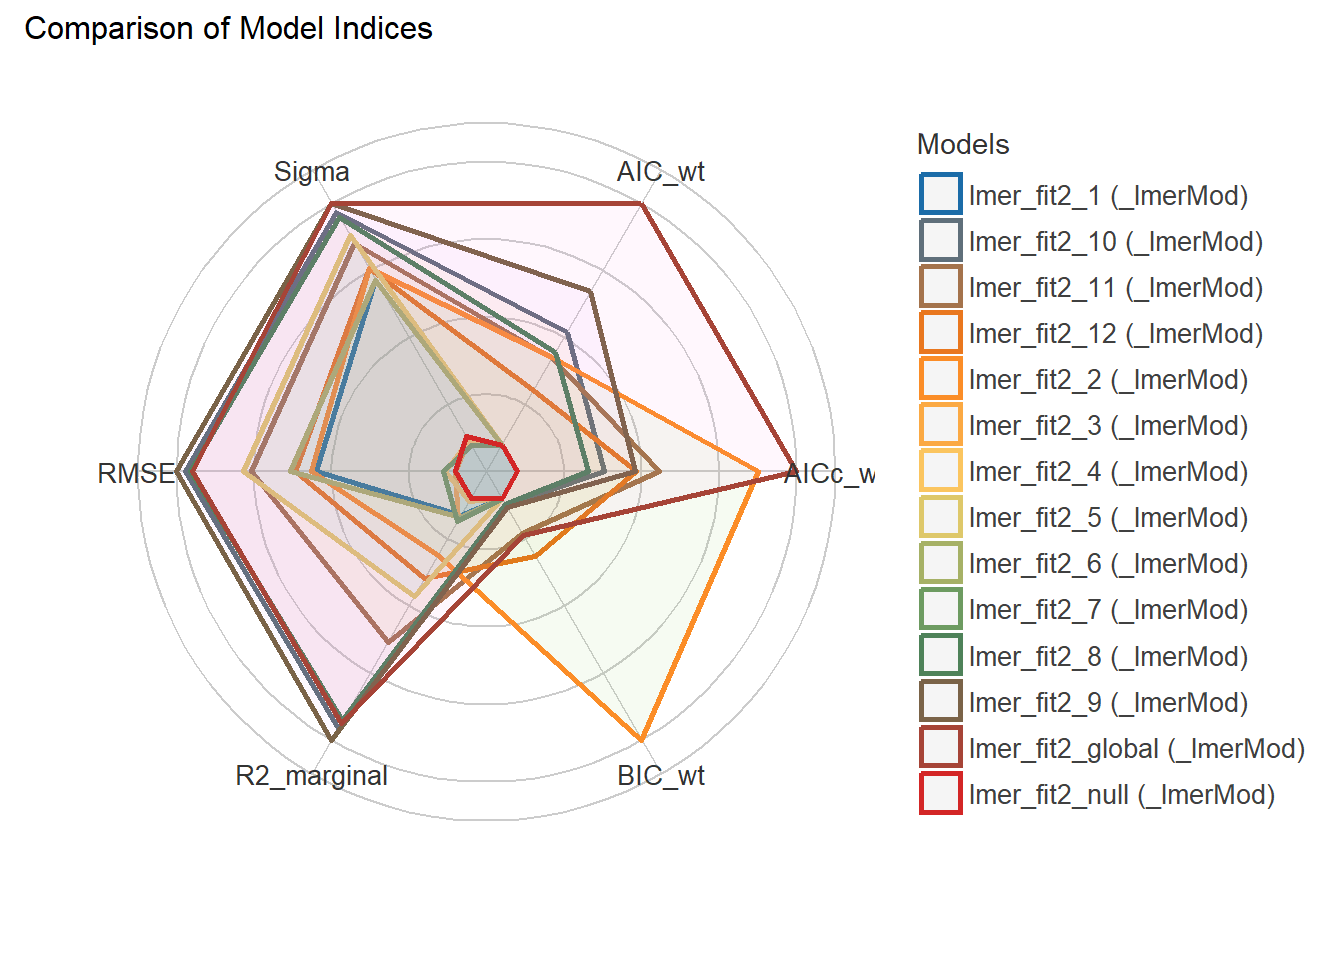 Comparison of Model Indices
Sigma
AIC_wt
RMSE
AICc_w
R2_marginal
BIC_wt
Models
lmer_fit2_1 (_lmerMod)
lmer_fit2_10 (_lmerMod)
lmer_fit2_11 (_lmerMod)
lmer_fit2_12 (_lmerMod)
lmer_fit2_2 (_lmerMod)
lmer_fit2_3 (_lmerMod)
lmer_fit2_4 (_lmerMod)
lmer_fit2_5 (_lmerMod)
lmer_fit2_6 (_lmerMod)
lmer_fit2_7 (_lmerMod)
lmer_fit2_8 (_lmerMod)
lmer_fit2_9 (_lmerMod)
lmer_fit2_global (_lmerMod)
lmer_fit2_null (_lmerMod)